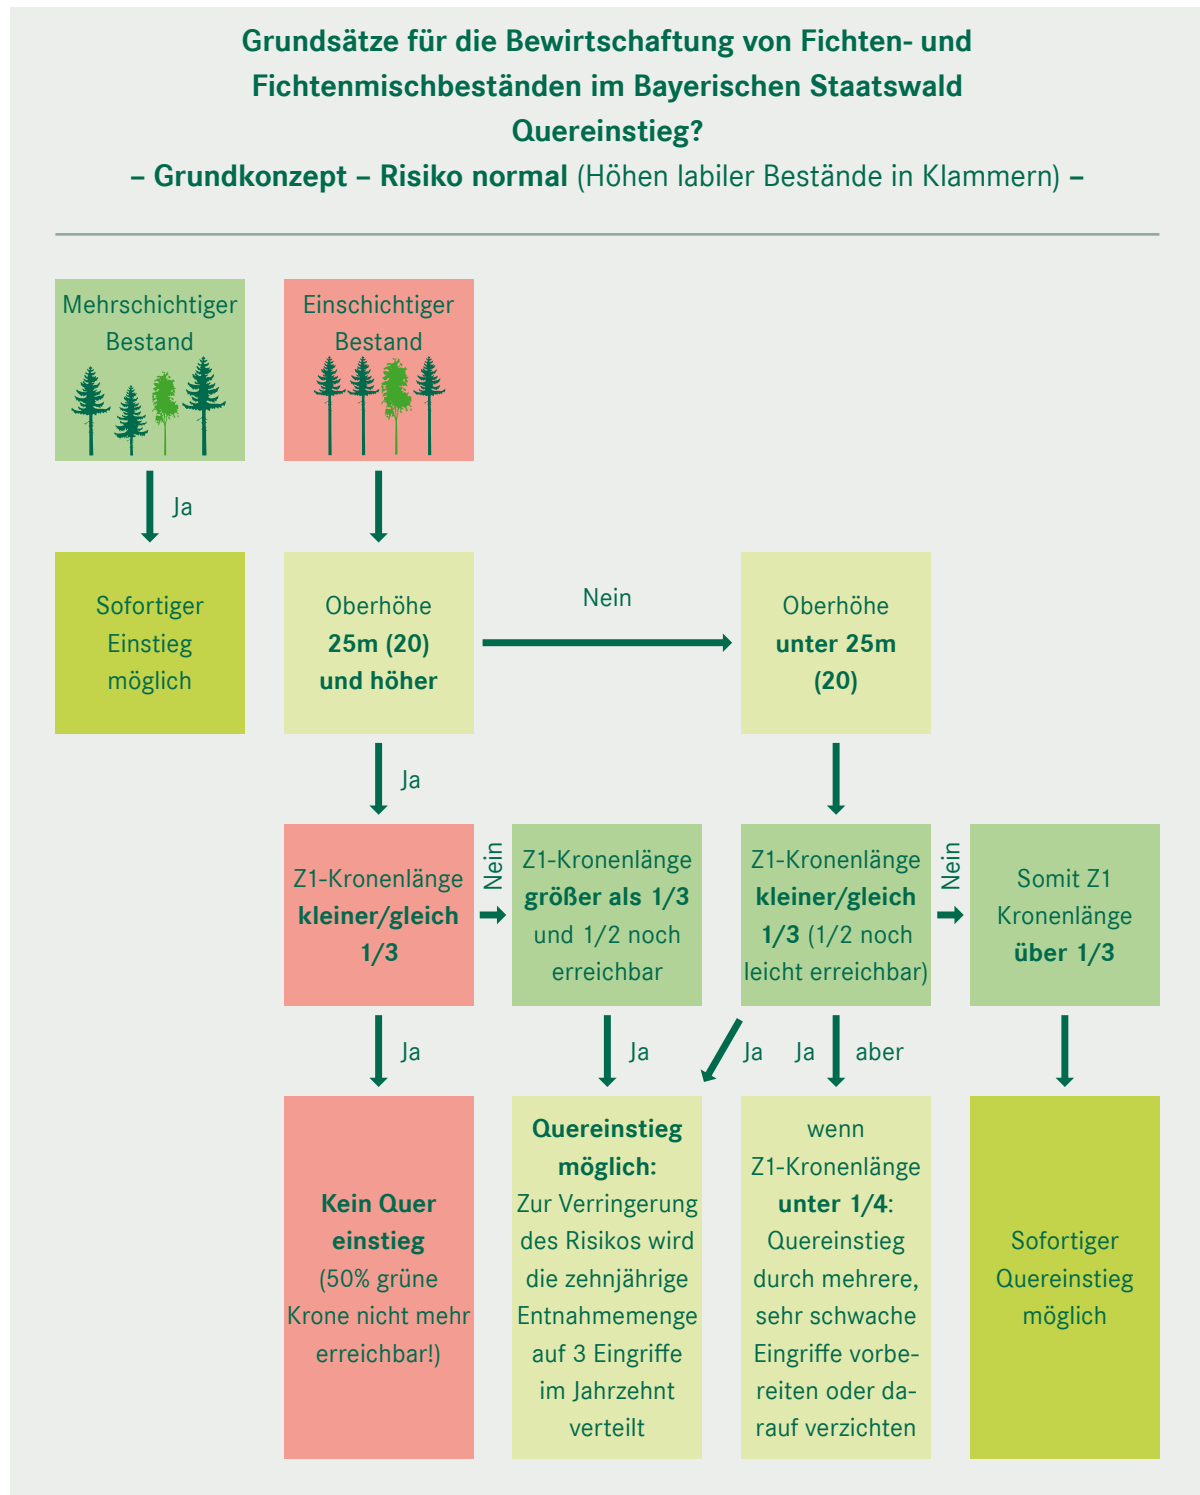 Grundsätze für die Bewirtschaftung von Fichten- und
Fichtenmischbeständen im Bayerischen Staatswald
Quereinstieg?
– Grundkonzept – Risiko normal (Höhen labiler Bestände in Klammern) –
Mehrschichtiger
Bestand
Einschichtiger
Bestand
Ja
Sofortiger
Einstieg
möglich
Oberhöhe
25m (20)
und höher
Nein
Oberhöhe
unter 25m
(20)
Ja
Z1-Kronenlänge
kleiner/gleich
1/3
Nein
Z1-Kronenlänge
größer als 1/3
und 1/2 noch
erreichbar
Z1-Kronenlänge
kleiner/gleich
1/3 (1/2 noch
leicht erreichbar)
Nein
Somit Z1
Kronenlänge
über 1/3
Ja
Ja
Ja
Ja aber
Kein Quer
einstieg
(50% grüne
Krone nicht mehr
erreichbar!)
Quereinstieg
möglich:
Zur Verringerung
des Risikos wird
die zehnjährige
Entnahmemenge
auf 3 Eingriffe
im Jahrzehnt
verteilt
wenn
Z1-Kronenlänge
unter 1/4:
Quereinstieg
durch mehrere,
sehr schwache
Eingriffe vorbe-
reiten oder da-
rauf verzichten
Sofortiger
Quereinstieg
möglich